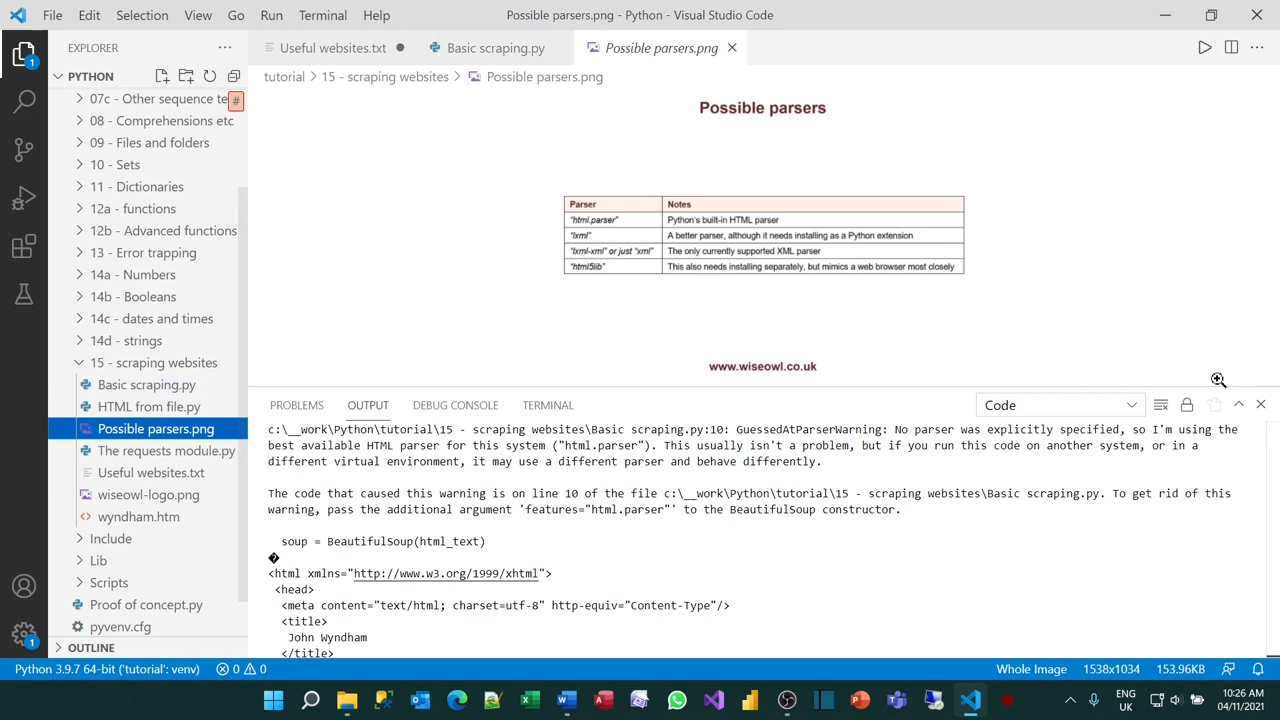 File Edit Selection View Go Run Terminal Help
Possible parsers.png - Python - Visual Studio Code
EXPLORER
Useful websites.txt
Basic scraping.py
Possible parsers.png
PYTHON
tutorial > 15 - scraping websites > Possible parsers.png
07c - Other sequence te
#
08 - Comprehensions etc
09 - Files and folders
10 - Sets
11 - Dictionaries
12a - functions
12b - Advanced functions
13 - Error trapping
14a - Numbers
14b - Booleans
14c - dates and times
14d - strings
15 - scraping websites
Basic scraping.py
HTML from file.py
Possible parsers.png
The requests module.py
Useful websites.txt
wiseowl-logo.png
wyndham.htm
Include
Lib
Scripts
Proof of concept.py
pyvenv.cfg
OUTLINE
1
1
Possible parsers
Parser Notes
"html.parser" Python's built-in HTML parser
"lxml" A better parser, although it needs installing as a Python extension
"lxml-xml" or just "xml" The only currently supported XML parser
"html5lib" This also needs installing separately, but mimics a web browser most closely
www.wiseowl.co.uk
PROBLEMS OUTPUT DEBUG CONSOLE TERMINAL
Code
c:\__work\Python\tutorial\15 - scraping websites\Basic scraping.py:10: GuessedAtParserWarning: No parser was explicitly specified, so I'm using the
best available HTML parser for this system ("html.parser"). This usually isn't a problem, but if you run this code on another system, or in a
different virtual environment, it may use a different parser and behave differently.
The code that caused this warning is on line 10 of the file c:\__work\Python\tutorial\15 - scraping websites\Basic scraping.py. To get rid of this
warning, pass the additional argument 'features="html.parser"' to the BeautifulSoup constructor.
soup = BeautifulSoup(html_text)
�
<html xmlns="http://www.w3.org/1999/xhtml">
<head>
<meta content="text/html; charset=utf-8" http-equiv="Content-Type"/>
<title>
John Wyndham
</title>
Python 3.9.7 64-bit ('tutorial': venv) 0 0
Whole Image 1538x1034 153.96KB
ENG
UK
10:26 AM
04/11/2021